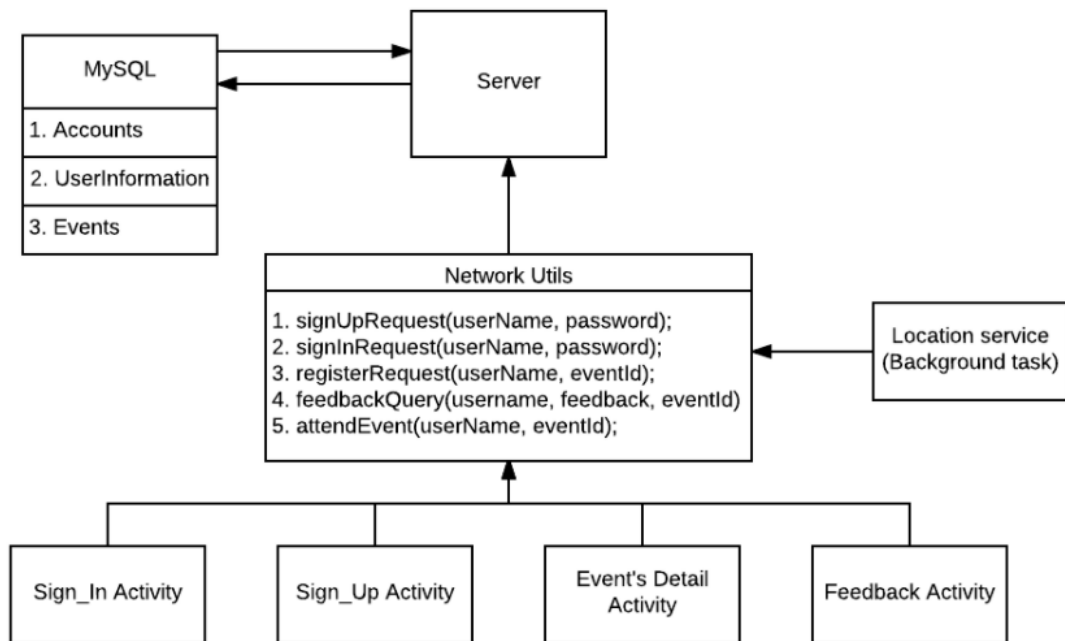 MySQL
1. Accounts
2. UserInformation
3. Events
Server
Network Utils
1. signUpRequest(userName, password);
2. signInRequest(userName, password);
3. registerRequest(userName, eventId);
4. feedbackQuery(username, feedback, eventId)
5. attendEvent(userName, eventId);
Location service
(Background task)
Sign_In Activity
Sign_Up Activity
Event's Detail
Activity
Feedback Activity